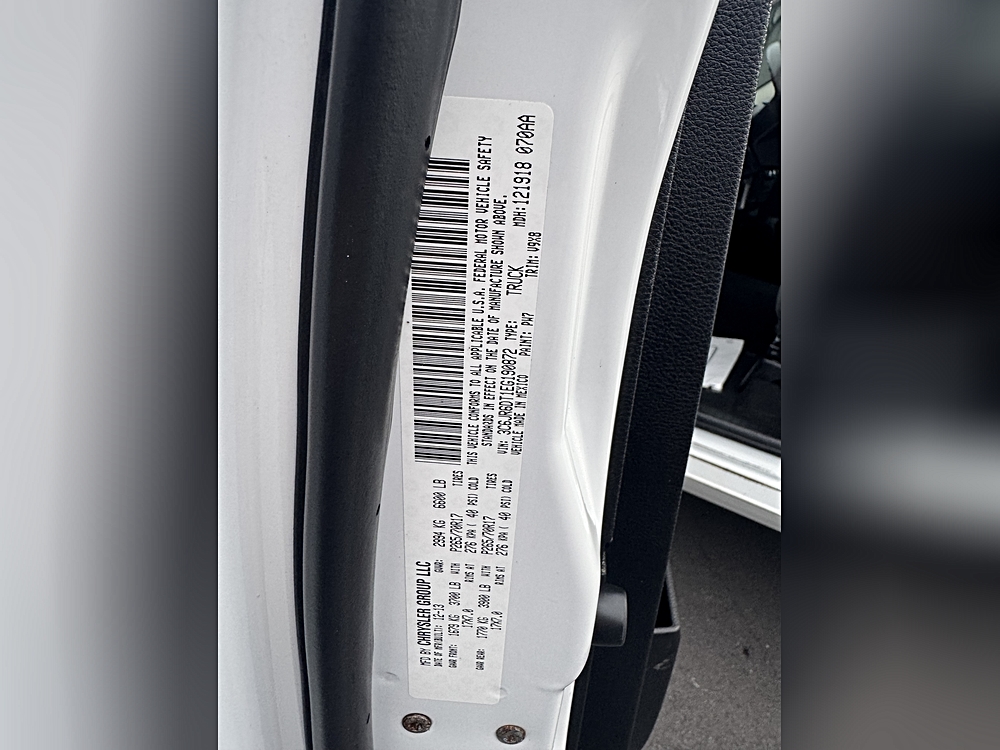 MFD BY CHRYSLER GROUP LLC
DATE OF MFR(BUILT): 12-13 GVWR: 2994 KG 6600 LB
GAWR FRONT: 1679 KG 3700 LB WITH P265/70R17 TIRES
17X7.0 RIMS AT 276 KPA ( 40 PSI) COLD
GAWR REAR: 1770 KG 3900 LB WITH P265/70R17 TIRES
17X7.0 RIMS AT 276 KPA ( 40 PSI) COLD
THIS VEHICLE CONFORMS TO ALL APPLICABLE U.S.A. FEDERAL MOTOR VEHICLE SAFETY
STANDARDS IN EFFECT ON THE DATE OF MANUFACTURE SHOWN ABOVE.
VIN: 3C6JR6DT1EG190872 TYPE: TRUCK MDH: 121918 070AA
VEHICLE MADE IN MEXICO PAINT: PW7 TRIM: V9X8